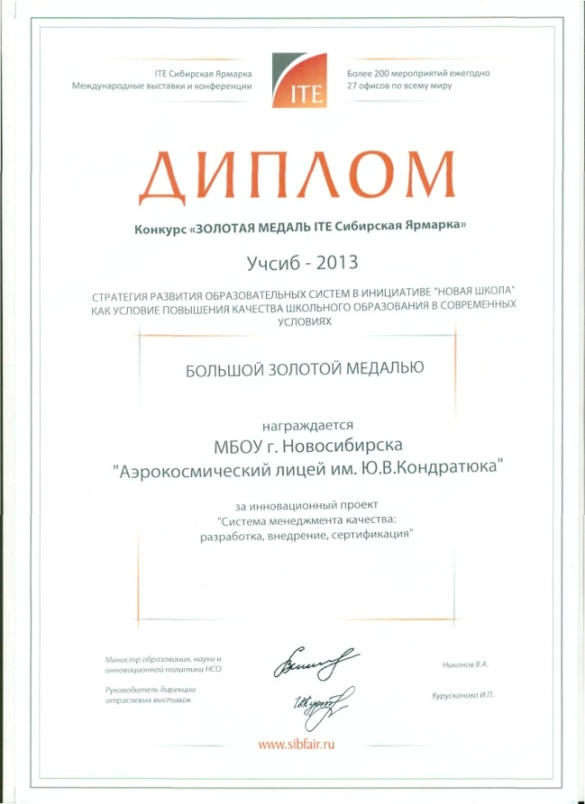 ITE Сибирская Ярмарка
Международные выставки и конференции
ITE
Более 200 мероприятий ежегодно
27 офисов по всему миру
ДИПЛОМ
Конкурс «ЗОЛОТАЯ МЕДАЛЬ ITE Сибирская Ярмарка»
Учсиб - 2013
СТРАТЕГИЯ РАЗВИТИЯ ОБРАЗОВАТЕЛЬНЫХ СИСТЕМ В ИНИЦИАТИВЕ "НОВАЯ ШКОЛА"
КАК УСЛОВИЕ ПОВЫШЕНИЯ КАЧЕСТВА ШКОЛЬНОГО ОБРАЗОВАНИЯ В СОВРЕМЕННЫХ
УСЛОВИЯХ
БОЛЬШОЙ ЗОЛОТОЙ МЕДАЛЬЮ
награждается
МБОУ г. Новосибирска
"Аэрокосмический лицей им. Ю.В.Кондратюка"
за инновационный проект
"Система менеджмента качества:
разработка, внедрение, сертификация"
Министр образования, науки и
инновационной политики НСО
Никонов В.А.
Руководитель дирекции
отраслевых выставок
Курусканова И.П.
www.sibfair.ru